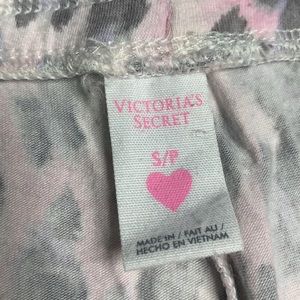 VICTORIA'S
SECRET
S/P
MADE IN / FAIT AU /
HECHO EN VIETNAM